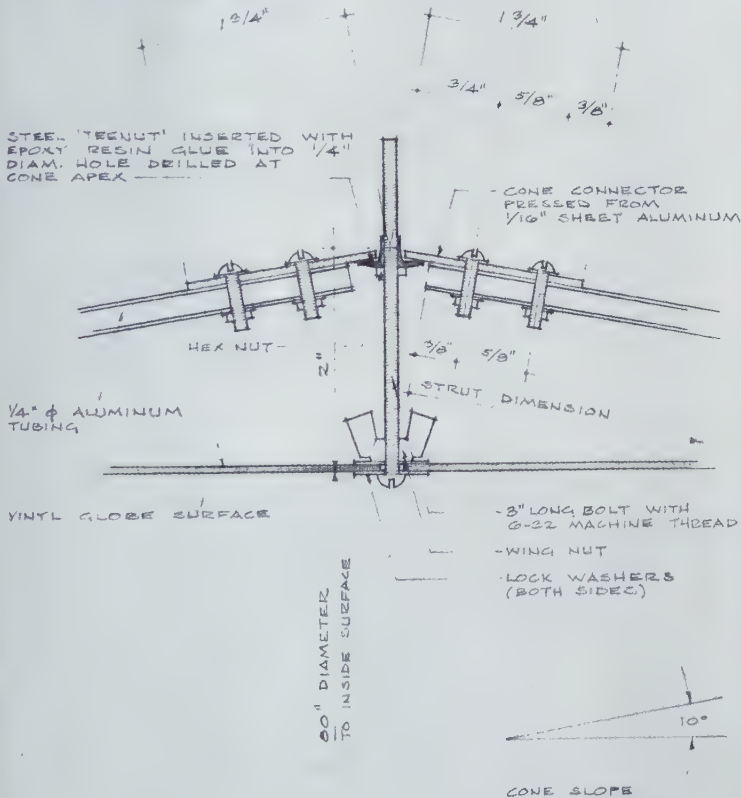 1 3/4" 1 3/4"
3/4" 5/8" 3/8"
STEEL 'TEENUT' INSERTED WITH
EPOXY RESIN GLUE INTO 1/4"
DIAM. HOLE DRILLED AT
CONE APEX
- CONE CONNECTOR
PRESSED FROM
1/16" SHEET ALUMINUM
HEX NUT
2"
3/8" 5/8"
STRUT DIMENSION
1/4" φ ALUMINUM
TUBING
VINYL GLOBE SURFACE
- 3" LONG BOLT WITH
6-32 MACHINE THREAD
- WING NUT
- LOCK WASHERS
(BOTH SIDES)
80" DIAMETER
TO INSIDE SURFACE
10°
CONE SLOPE